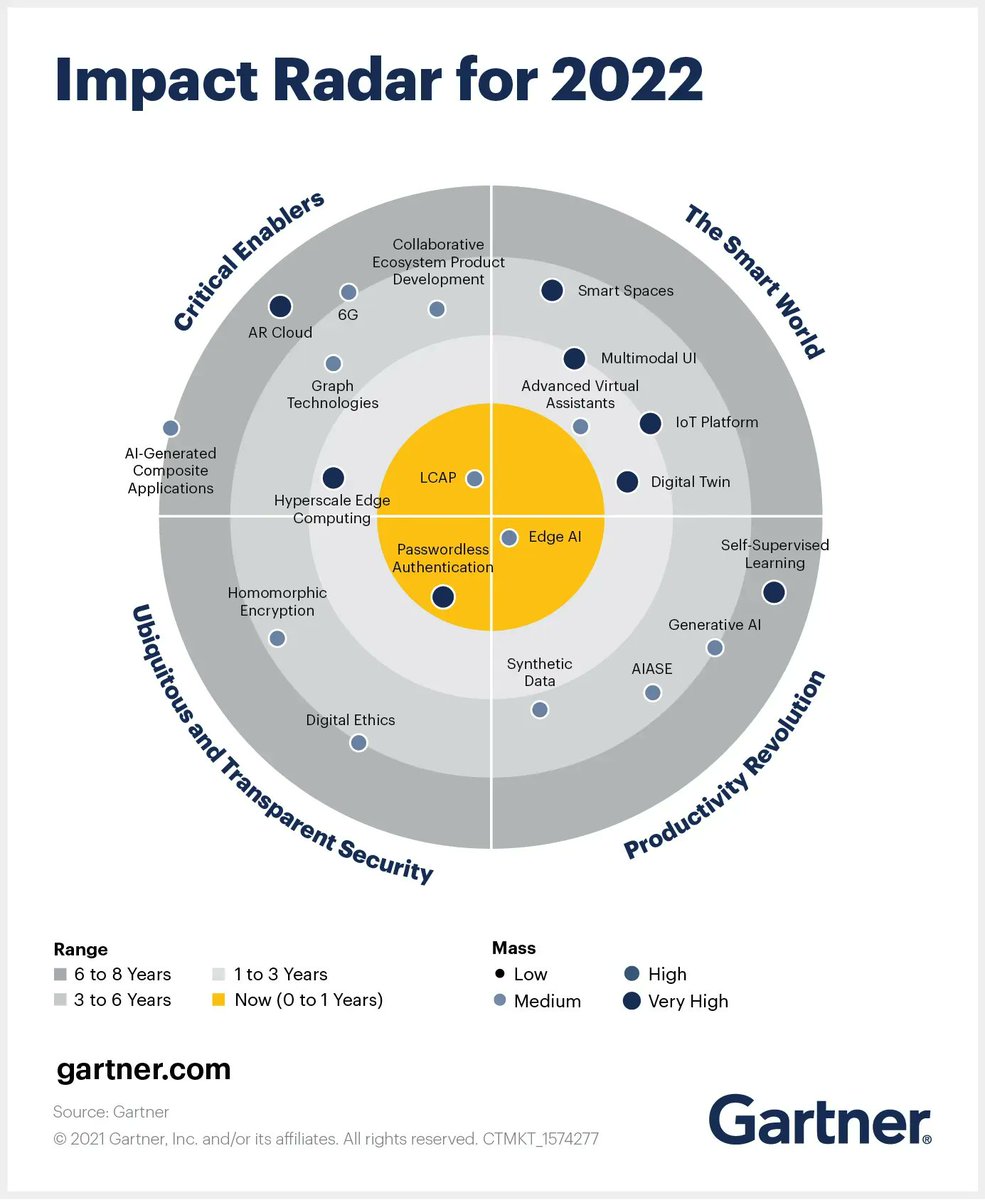 Impact Radar for 2022
Critical Enablers
The Smart World
Collaborative
Ecosystem Product
Development
6G
AR Cloud
Graph
Technologies
AI-Generated
Composite
Applications
Hyperscale Edge
Computing
LCAP
Smart Spaces
Multimodal UI
Advanced Virtual
Assistants
IoT Platform
Digital Twin
Passwordless
Authentication
Homomorphic
Encryption
Digital Ethics
Edge AI
Self-Supervised
Learning
Generative AI
AIASE
Synthetic
Data
Ubiquitous and Transparent Security
Productivity Revolution
Range
6 to 8 Years
1 to 3 Years
3 to 6 Years
Now (0 to 1 Years)
Mass
Low
High
Medium
Very High
gartner.com
Source: Gartner
© 2021 Gartner, Inc. and/or its affiliates. All rights reserved. CTMKT_1574277
Gartner®